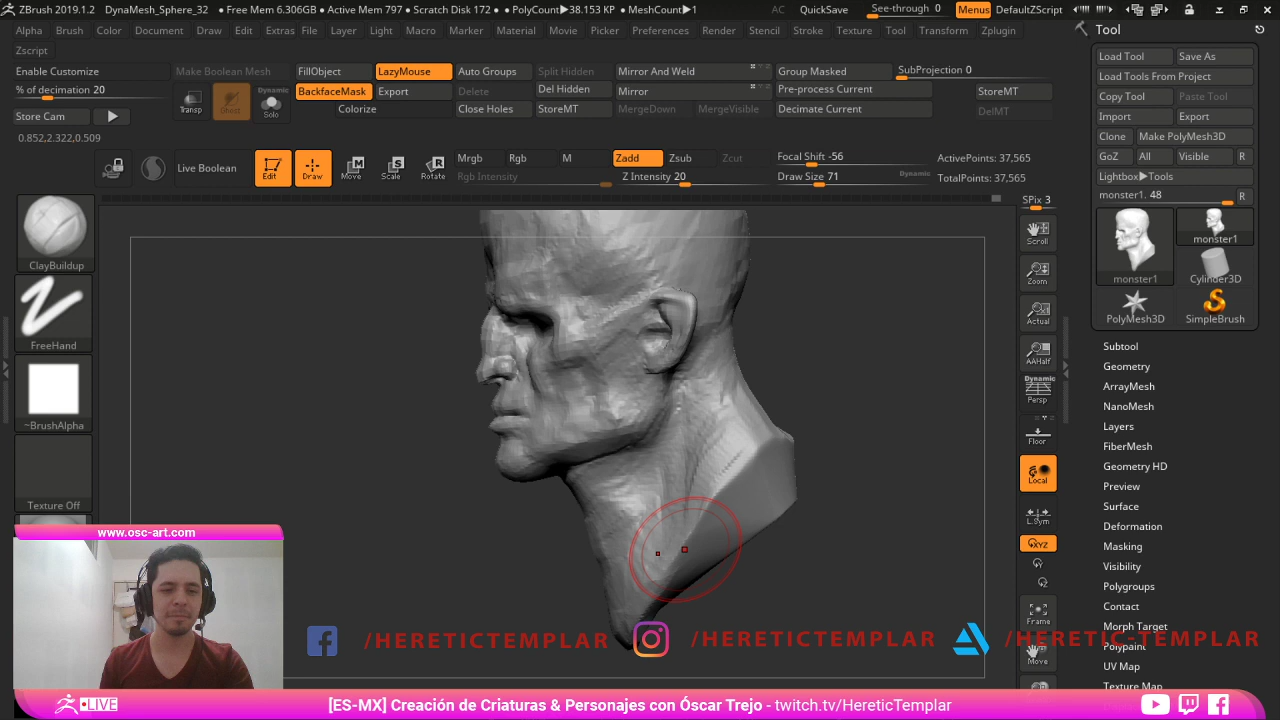 ZBrush 2019.1.2 DynaMesh_Sphere_32 • Free Mem 6.306GB • Active Mem 797 • Scratch Disk 172 • PolyCount▶38.153 KP • MeshCount▶1 AC QuickSave See-through 0 Menus DefaultZScript
Alpha Brush Color Document Draw Edit Extras File Layer Light Macro Marker Material Movie Picker Preferences Render Stencil Stroke Texture Tool Transform Zplugin
Zscript
Enable Customize Make Boolean Mesh FillObject LazyMouse Auto Groups Split Hidden Mirror And Weld Group Masked SubProjection 0
% of decimation 20 Transp Ghost Dynamic Solo BackfaceMask Export Delete Del Hidden Mirror Pre-process Current StoreMT
Store Cam Colorize Close Holes StoreMT MergeDown MergeVisible Decimate Current DelMT
0.852,2.322,0.509
Live Boolean Edit Draw Move Scale Rotate Mrgb Rgb M Zadd Zsub Zcut Focal Shift -56 ActivePoints: 37,565
Rgb Intensity Z Intensity 20 Draw Size 71 Dynamic TotalPoints: 37,565
ClayBuildup
FreeHand
~BrushAlpha
Texture Off
SPix 3
Scroll
Zoom
Actual
AAHalf
Dynamic
Persp
Floor
Local
L.Sym
XYZ
Frame
Move
Tool
Load Tool Save As
Load Tools From Project
Copy Tool Paste Tool
Import Export
Clone Make PolyMesh3D
GoZ All Visible R
Lightbox▶Tools
monster1. 48 R
monster1 monster1
Cylinder3D
PolyMesh3D SimpleBrush
Subtool
Geometry
ArrayMesh
NanoMesh
Layers
FiberMesh
Geometry HD
Preview
Surface
Deformation
Masking
Visibility
Polygroups
Contact
Morph Target
Polypaint
UV Map
Texture Map
www.osc-art.com
/HERETICTEMPLAR /HERETICTEMPLAR /HERETIC-TEMPLAR
LIVE [ES-MX] Creación de Criaturas & Personajes con Óscar Trejo - twitch.tv/HereticTemplar